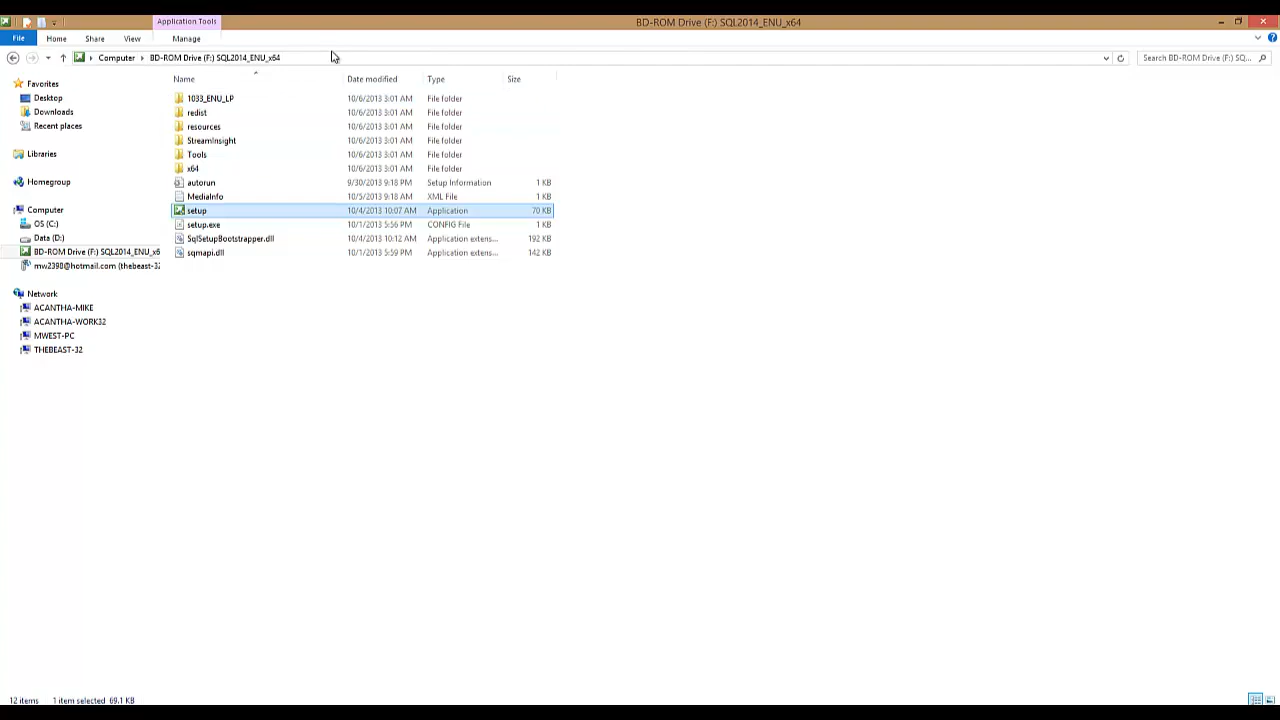 Application Tools
BD-ROM Drive (F:) SQL2014_ENU_x64
File Home Share View Manage
Computer BD-ROM Drive (F:) SQL2014_ENU_x64
Search BD-ROM Drive (F:) SQ...
Name Date modified Type Size
Favorites
Desktop
Downloads
Recent places
Libraries
Homegroup
Computer
OS (C:)
Data (D:)
BD-ROM Drive (F:) SQL2014_ENU_x6
mw2398@hotmail.com (thebeast-32
Network
ACANTHA-MIKE
ACANTHA-WORK32
MWEST-PC
THEBEAST-32
1033_ENU_LP 10/6/2013 3:01 AM File folder
redist 10/6/2013 3:01 AM File folder
resources 10/6/2013 3:01 AM File folder
StreamInsight 10/6/2013 3:01 AM File folder
Tools 10/6/2013 3:01 AM File folder
x64 10/6/2013 3:01 AM File folder
autorun 9/30/2013 9:18 PM Setup Information 1 KB
MediaInfo 10/5/2013 9:18 AM XML File 1 KB
setup 10/4/2013 10:07 AM Application 70 KB
setup.exe 10/1/2013 5:56 PM CONFIG File 1 KB
SqlSetupBootstrapper.dll 10/4/2013 10:12 AM Application extens... 192 KB
sqmapi.dll 10/1/2013 5:59 PM Application extens... 142 KB
12 items 1 item selected 69.1 KB